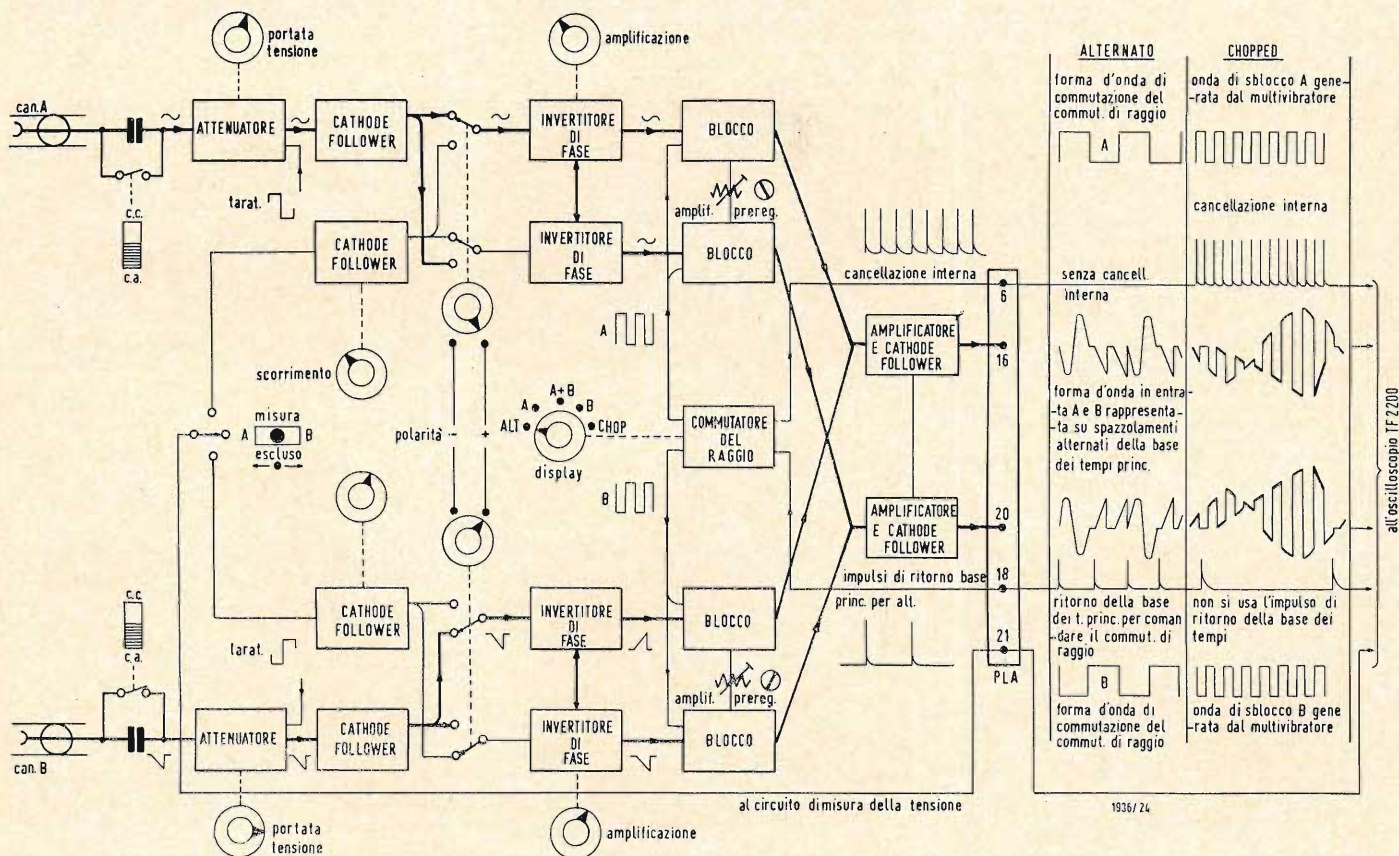 portata
tensione
amplificazione
can.A
ATTENUATORE
CATHODE
FOLLOWER
INVERTITORE
DI
FASE
BLOCCO
c.c.
c.a.
tarat.
CATHODE
FOLLOWER
INVERTITORE
DI
FASE
amplif.
prereg.
BLOCCO
scorrimento
misura
A
B
escluso
polarità
-
+
ALT
A
A+B
B
CHOP
display
A
B
COMMUTATORE
DEL
RAGGIO
cancellazione interna
AMPLIFICATORE
E CATHODE
FOLLOWER
AMPLIFICATORE
E CATHODE
FOLLOWER
6
16
20
18
21
PLA
impulsi di ritorno base
princ. per alt.
c.c.
c.a.
tarat.
CATHODE
FOLLOWER
INVERTITORE
DI
FASE
BLOCCO
amplif.
prereg.
can.B
ATTENUATORE
CATHODE
FOLLOWER
INVERTITORE
DI
FASE
BLOCCO
portata
tensione
amplificazione
al circuito di misura della tensione
1936/24
ALTERNATO
forma d'onda di
commutazione del
commut. di raggio
A
senza cancell.
interna
forma d'onda in entra-
-ta A e B rappresenta-
-ta su spazzolamenti
alternati della base
dei tempi princ.
ritorno della base
dei t. princ. per coman
dare il commut. di
raggio
B
forma d'onda di
commutazione del
commut. di raggio
CHOPPED
onda di sblocco A gene-
-rata dal multivibratore
cancellazione interna
non si usa l'impulso di
ritorno della base dei
tempi
onda di sblocco B gene
-rata dal multivibratore
all'oscilloscopio TF2200